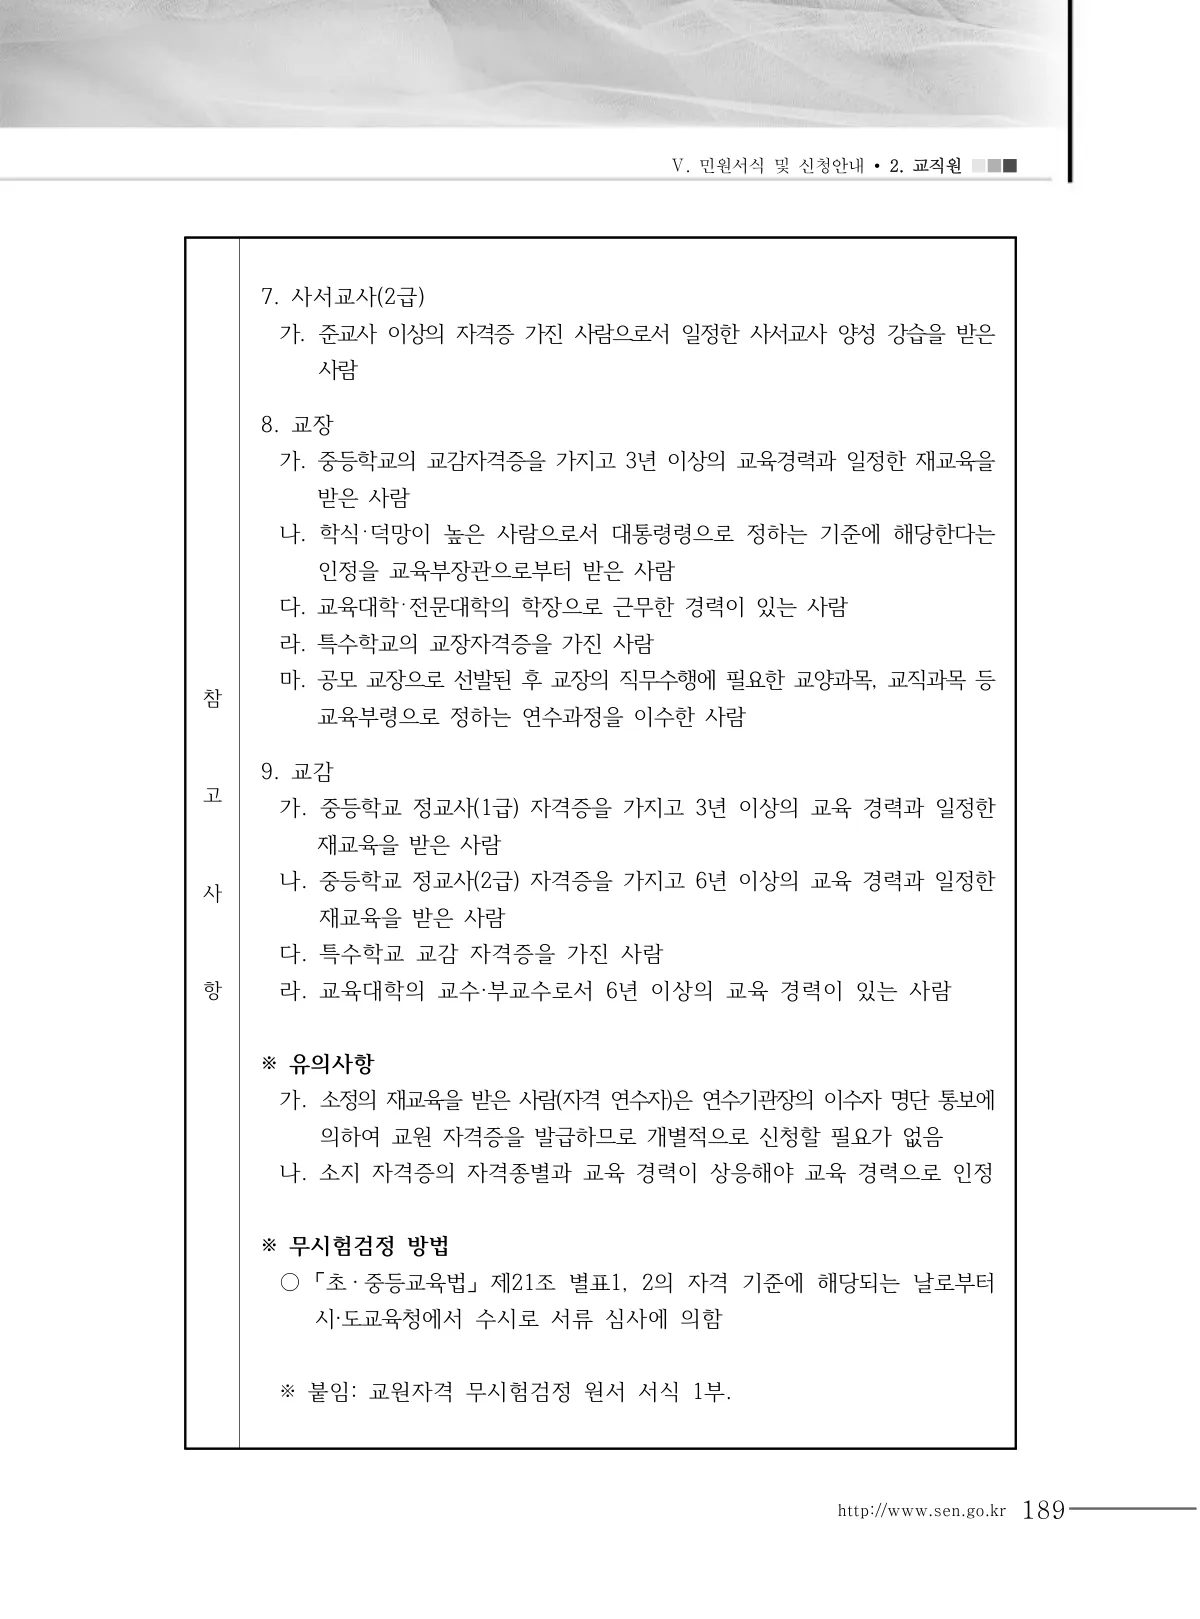 Ⅴ. 민원서식 및 신청안내 • 2. 교직원
참
고
사
항
7. 사서교사(2급)
가. 준교사 이상의 자격증 가진 사람으로서 일정한 사서교사 양성 강습을 받은
사람
8. 교장
가. 중등학교의 교감자격증을 가지고 3년 이상의 교육경력과 일정한 재교육을
받은 사람
나. 학식·덕망이 높은 사람으로서 대통령령으로 정하는 기준에 해당한다는
인정을 교육부장관으로부터 받은 사람
다. 교육대학·전문대학의 학장으로 근무한 경력이 있는 사람
라. 특수학교의 교장자격증을 가진 사람
마. 공모 교장으로 선발된 후 교장의 직무수행에 필요한 교양과목, 교직과목 등
교육부령으로 정하는 연수과정을 이수한 사람
9. 교감
가. 중등학교 정교사(1급) 자격증을 가지고 3년 이상의 교육 경력과 일정한
재교육을 받은 사람
나. 중등학교 정교사(2급) 자격증을 가지고 6년 이상의 교육 경력과 일정한
재교육을 받은 사람
다. 특수학교 교감 자격증을 가진 사람
라. 교육대학의 교수·부교수로서 6년 이상의 교육 경력이 있는 사람
※ 유의사항
가. 소정의 재교육을 받은 사람(자격 연수자)은 연수기관장의 이수자 명단 통보에
의하여 교원 자격증을 발급하므로 개별적으로 신청할 필요가 없음
나. 소지 자격증의 자격종별과 교육 경력이 상응해야 교육 경력으로 인정
※ 무시험검정 방법
○「초·중등교육법」제21조 별표1, 2의 자격 기준에 해당되는 날로부터
시·도교육청에서 수시로 서류 심사에 의함
※ 붙임: 교원자격 무시험검정 원서 서식 1부.
http://www.sen.go.kr 189